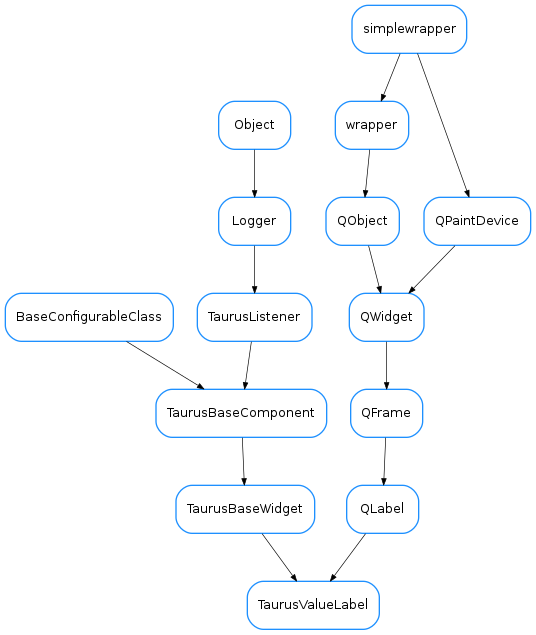 simplewrapper
Object
wrapper
Logger
QObject
QPaintDevice
BaseConfigurableClass
TaurusListener
QWidget
TaurusBaseComponent
QFrame
TaurusBaseWidget
QLabel
TaurusValueLabel